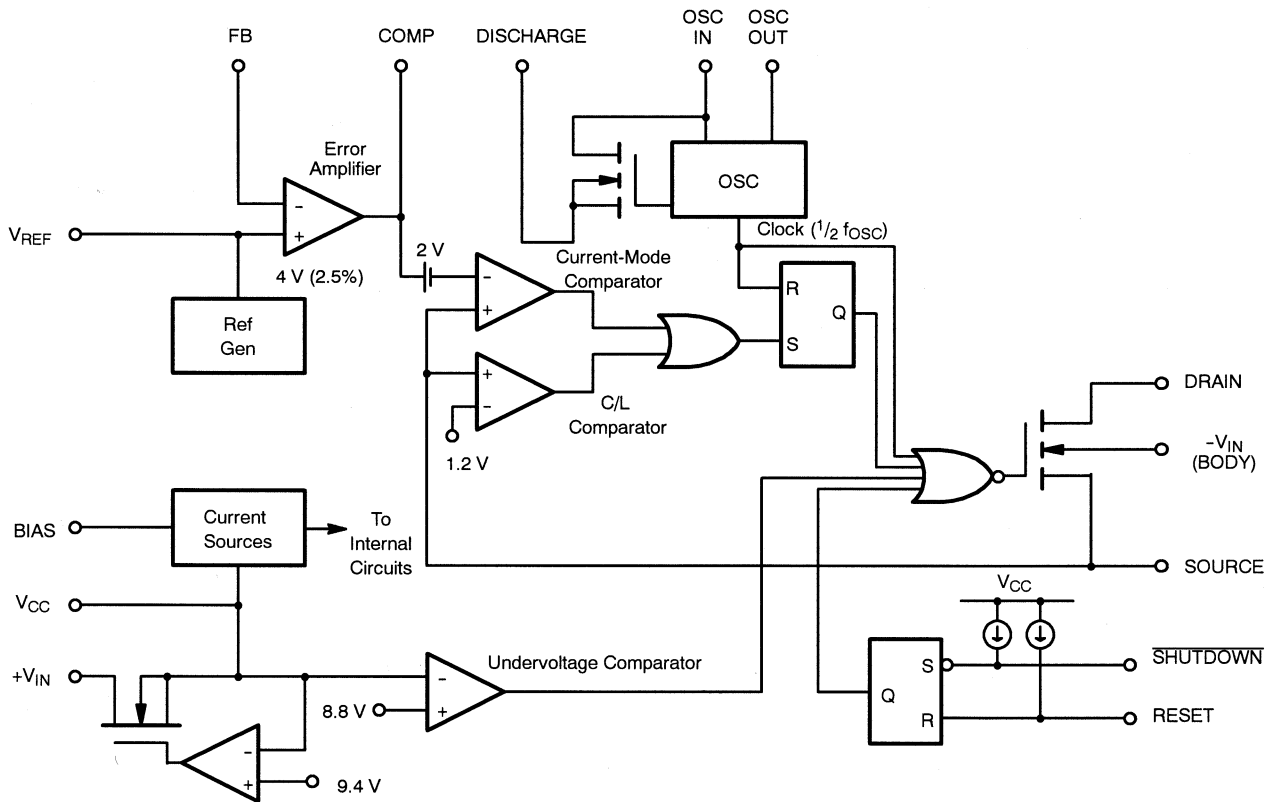 FB
COMP
DISCHARGE
OSC
IN
OSC
OUT
Error
Amplifier
-
+
VREF
4 V (2.5%)
Ref
Gen
OSC
Clock (1/2 fOSC)
2 V
Current-Mode
Comparator
-
+
R
Q
S
+
-
C/L
Comparator
1.2 V
DRAIN
–VIN
(BODY)
SOURCE
BIAS
Current
Sources
To
Internal
Circuits
VCC
VCC
+VIN
Undervoltage Comparator
-
+
8.8 V
-
+
9.4 V
S
Q
R
SHUTDOWN
RESET